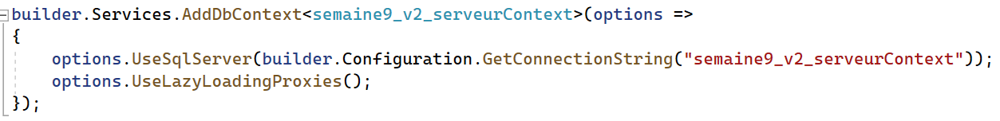 builder.Services.AddDbContext<semaine9_v2_serveurContext>(options =>
{
    options.UseSqlServer(builder.Configuration.GetConnectionString("semaine9_v2_serveurContext"));
    options.UseLazyLoadingProxies();
});